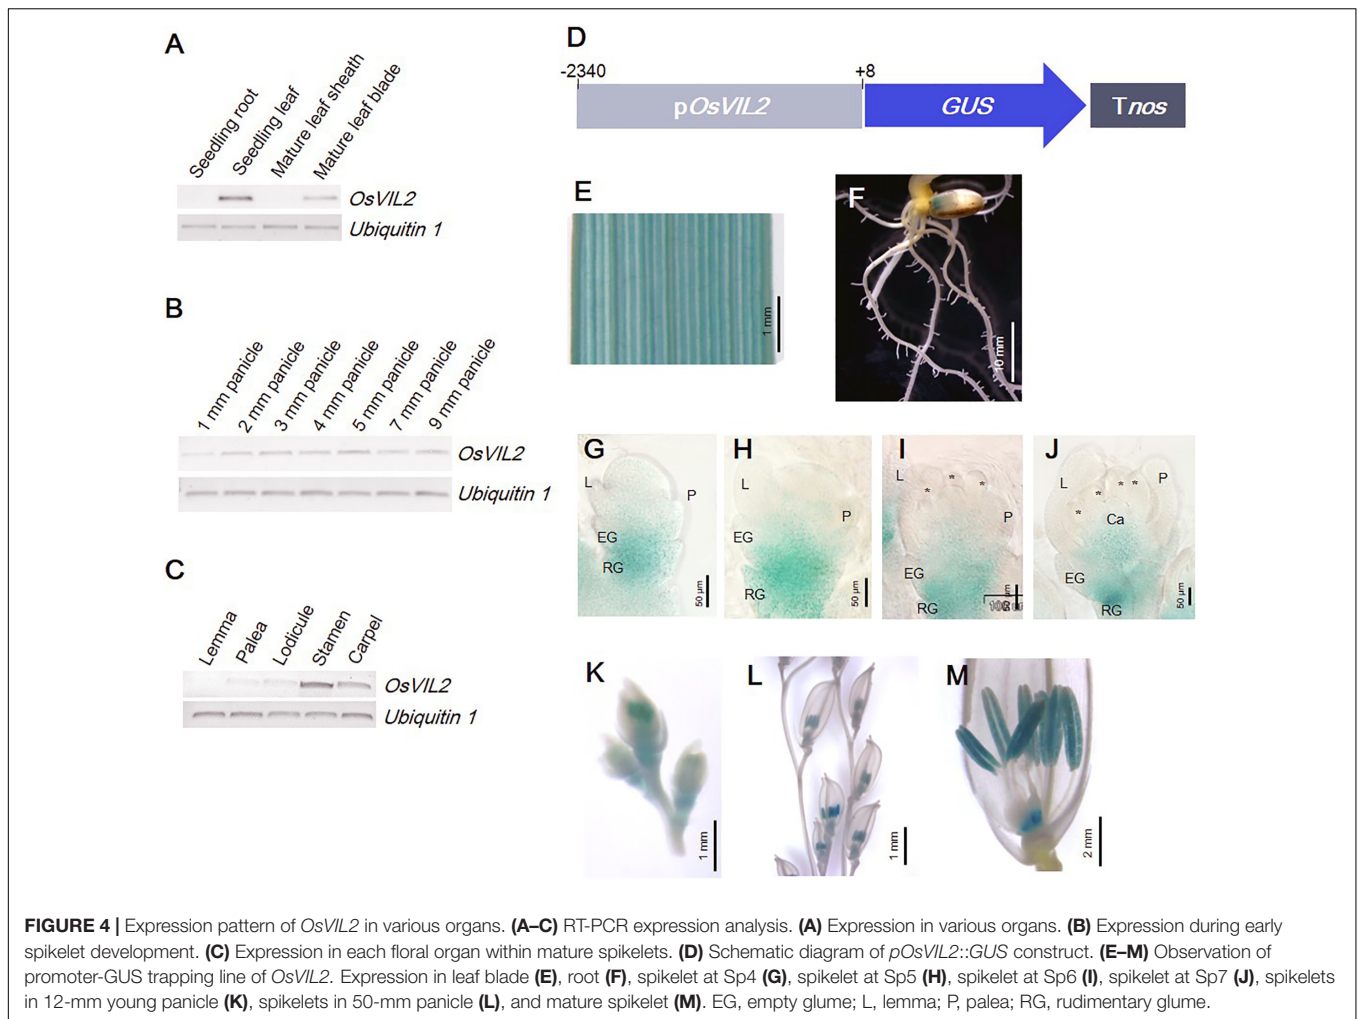 A
Seedling root
Seedling leaf
Mature leaf sheath
Mature leaf blade
OsVIL2
Ubiquitin 1
B
1 mm panicle
2 mm panicle
3 mm panicle
4 mm panicle
5 mm panicle
7 mm panicle
9 mm panicle
OsVIL2
Ubiquitin 1
C
Lemma
Palea
Lodicule
Stamen
Carpel
OsVIL2
Ubiquitin 1
D
-2340
+8
pOsVIL2
GUS
Tnos
E
1 mm
F
10 mm
G
L
P
EG
RG
50 µm
H
L
P
EG
RG
50 µm
I
L
* * *
P
EG
RG
J
L
P
* * * *
Ca
EG
RG
50 µm
K
1 mm
L
1 mm
M
2 mm
FIGURE 4 | Expression pattern of OsVIL2 in various organs. (A–C) RT-PCR expression analysis. (A) Expression in various organs. (B) Expression during early
spikelet development. (C) Expression in each floral organ within mature spikelets. (D) Schematic diagram of pOsVIL2::GUS construct. (E–M) Observation of
promoter-GUS trapping line of OsVIL2. Expression in leaf blade (E), root (F), spikelet at Sp4 (G), spikelet at Sp5 (H), spikelet at Sp6 (I), spikelet at Sp7 (J), spikelets
in 12-mm young panicle (K), spikelets in 50-mm panicle (L), and mature spikelet (M). EG, empty glume; L, lemma; P, palea; RG, rudimentary glume.